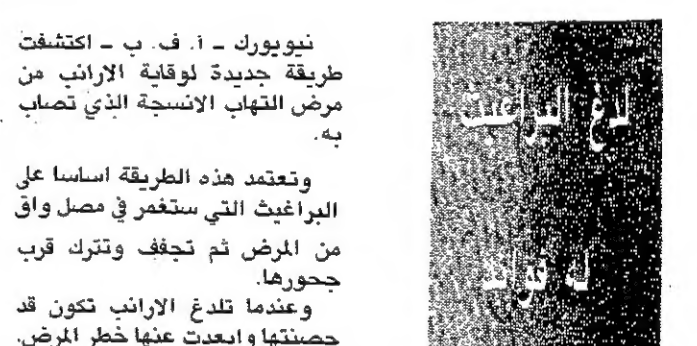 لدغ البراغيث
له فوائد
نيويورك - أ. ف. ب - اكتشفت
طريقة جديدة لوقاية الارانب من
مرض التهاب الانسجة الذي تصاب
به.
وتعتمد هذه الطريقة اساسا على
البراغيث التي ستغمر في مصل واق
من المرض ثم تجفف وتترك قرب
جحورها.
وعندما تلدغ الارانب تكون قد
حصنتها وابعدت عنها خطر المرض.